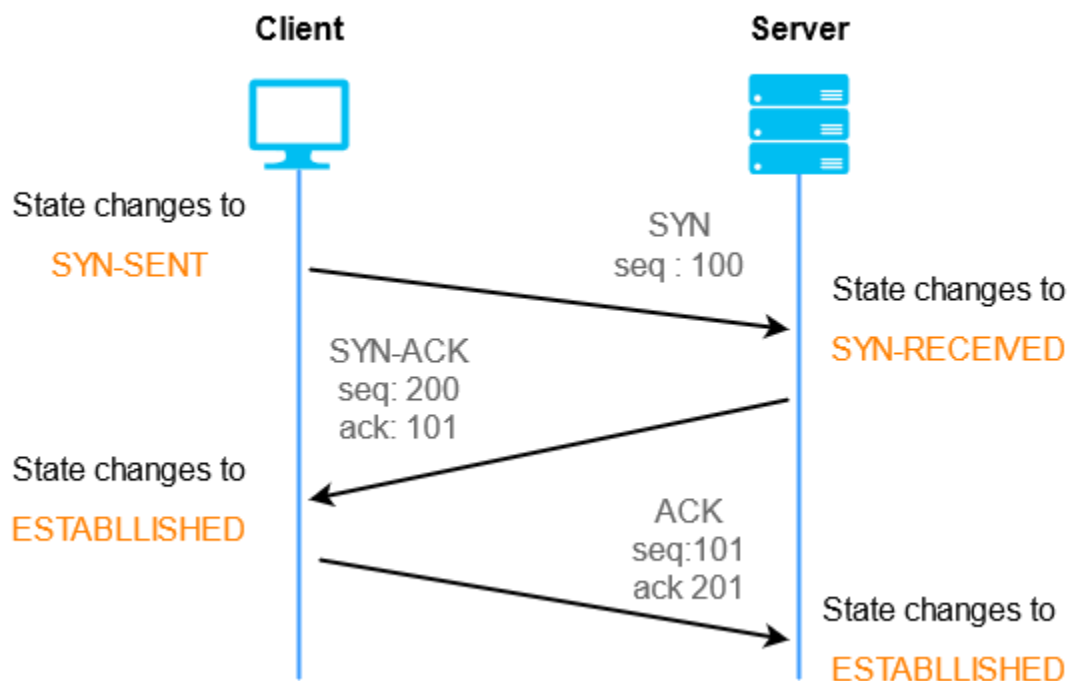 Client
Server
State changes to
SYN-SENT
SYN
seq : 100
State changes to
SYN-RECEIVED
SYN-ACK
seq: 200
ack: 101
State changes to
ESTABLLISHED
ACK
seq:101
ack 201
State changes to
ESTABLLISHED